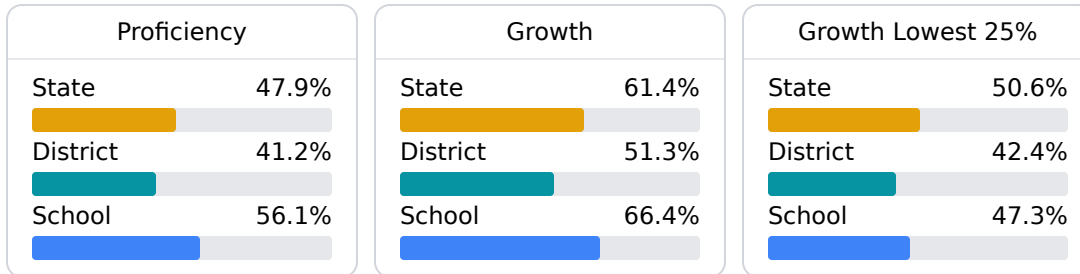 Proficiency
State 47.9%
District 41.2%
School 56.1%
Growth
State 61.4%
District 51.3%
School 66.4%
Growth Lowest 25%
State 50.6%
District 42.4%
School 47.3%